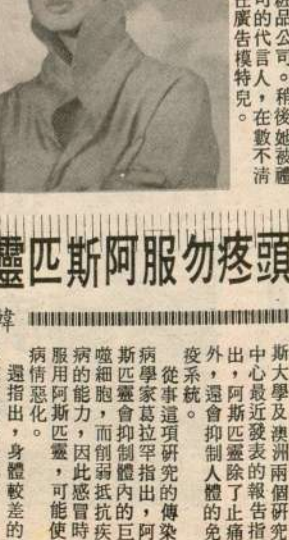 粧品公司。稍後她被禮
司的代言人,在數不清
任廣告模特兒。
頭疼勿服阿斯匹靈
斯大學及澳洲兩個研究
中心最近發表的報告指
出,阿斯匹靈除了止痛
外,還會抑制人體的免
疫系統。
從事這項研究的傳染
病學家葛拉罕指出,阿
斯匹靈會抑制體內的巨
噬細胞,而削弱抵抗疾
病的能力,因此感冒時
服用阿斯匹靈,可能使
病情惡化。
還指出,身體較差的